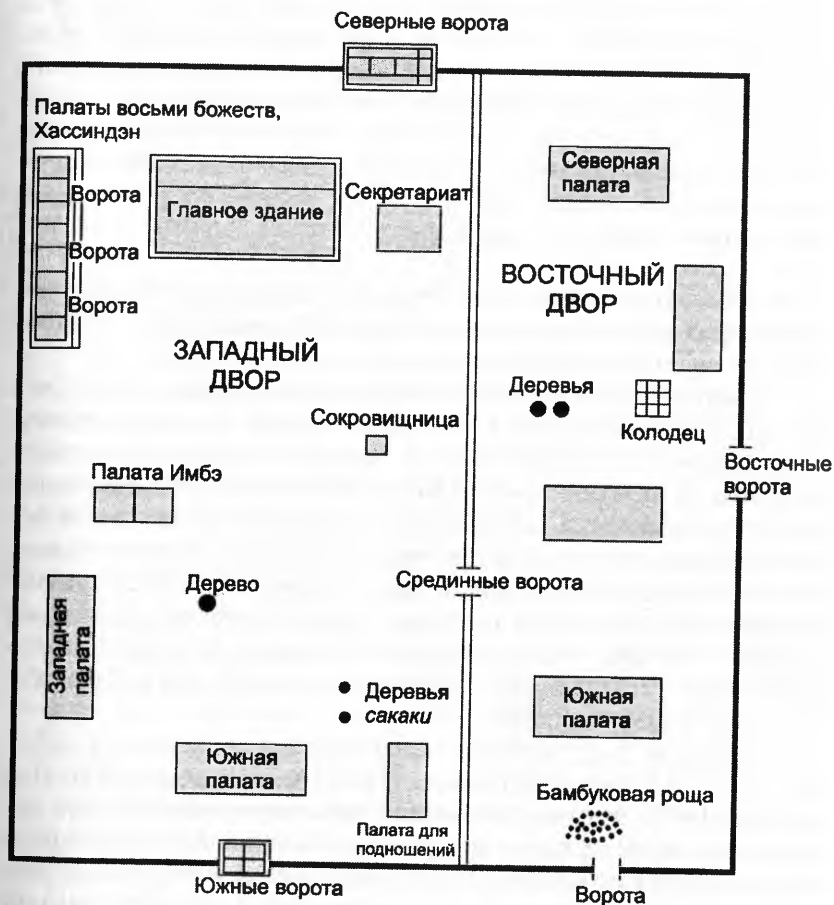 Северные ворота
Палаты восьми божеств,
Хассиндэн
Ворота
Ворота
Ворота
Главное здание
Секретариат
Северная
палата
ВОСТОЧНЫЙ
ДВОР
ЗАПАДНЫЙ
ДВОР
Деревья
Колодец
Сокровищница
Восточные
ворота
Палата Имбэ
Дерево
Срединные ворота
Западная
палата
Деревья
сакаки
Южная
палата
Южная
палата
Палата для
подношений
Бамбуковая роща
Южные ворота
Ворота